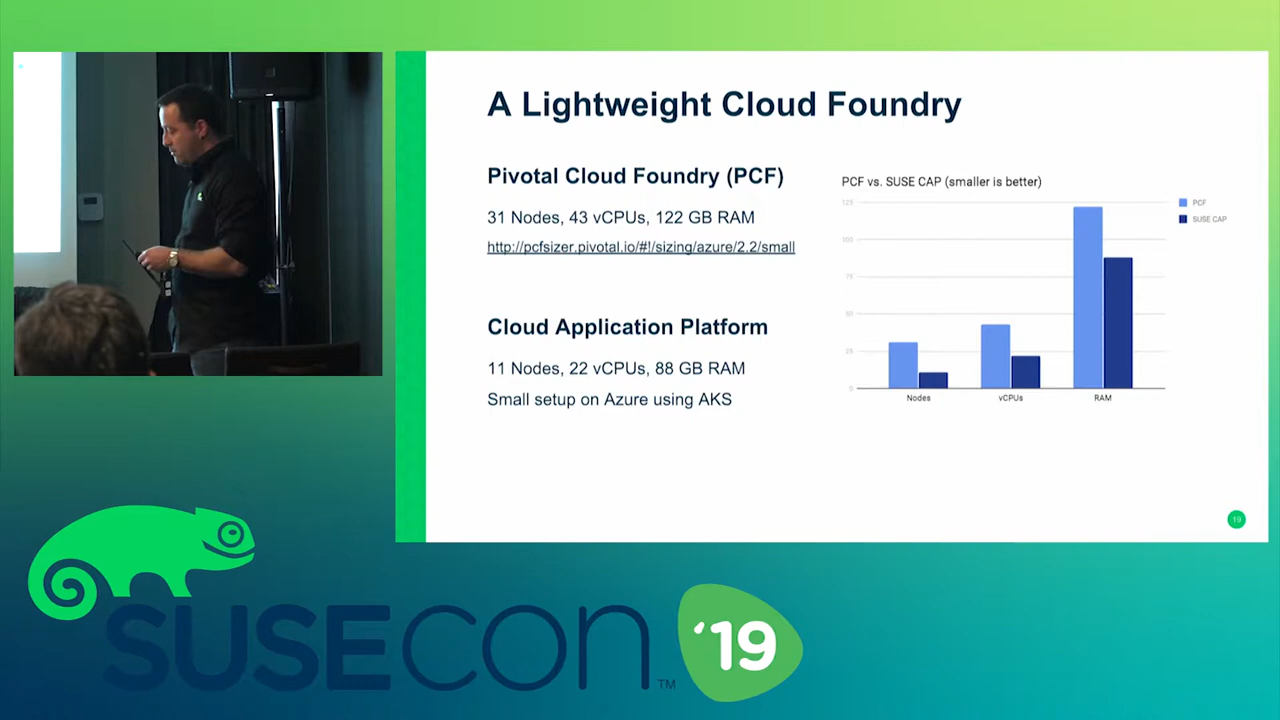 A Lightweight Cloud Foundry
Pivotal Cloud Foundry (PCF)
31 Nodes, 43 vCPUs, 122 GB RAM
http://pcfsizer.pivotal.io/#!/sizing/azure/2.2/small
Cloud Application Platform
11 Nodes, 22 vCPUs, 88 GB RAM
Small setup on Azure using AKS
PCF vs. SUSE CAP (smaller is better)
125
100
75
50
25
0
Nodes
vCPUs
RAM
PCF
SUSE CAP
19
SUSECON™
'19